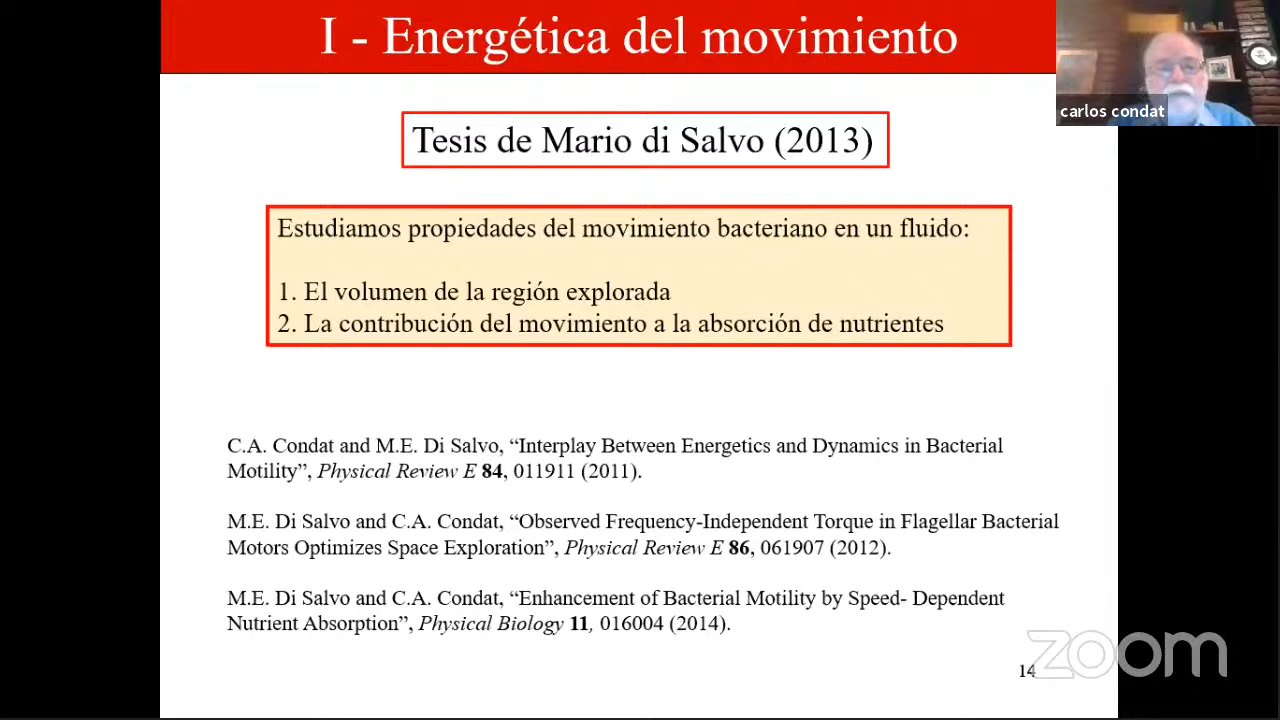 I - Energética del movimiento
carlos condat
Tesis de Mario di Salvo (2013)
Estudiamos propiedades del movimiento bacteriano en un fluido:
1. El volumen de la región explorada
2. La contribución del movimiento a la absorción de nutrientes
C.A. Condat and M.E. Di Salvo, “Interplay Between Energetics and Dynamics in Bacterial
Motility”, Physical Review E 84, 011911 (2011).
M.E. Di Salvo and C.A. Condat, “Observed Frequency-Independent Torque in Flagellar Bacterial
Motors Optimizes Space Exploration”, Physical Review E 86, 061907 (2012).
M.E. Di Salvo and C.A. Condat, “Enhancement of Bacterial Motility by Speed- Dependent
Nutrient Absorption”, Physical Biology 11, 016004 (2014).
14
zoom